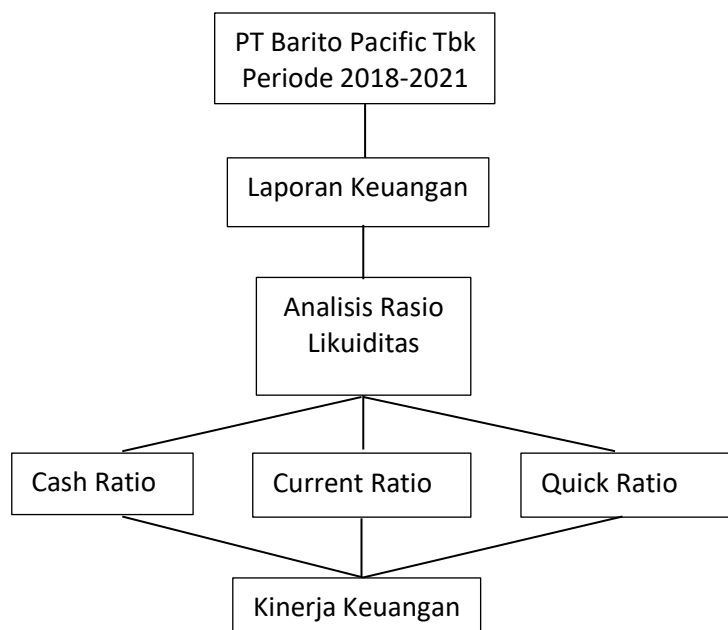 PT Barito Pacific Tbk
Periode 2018-2021
Laporan Keuangan
Analisis Rasio
Likuiditas
Cash Ratio
Current Ratio
Quick Ratio
Kinerja Keuangan